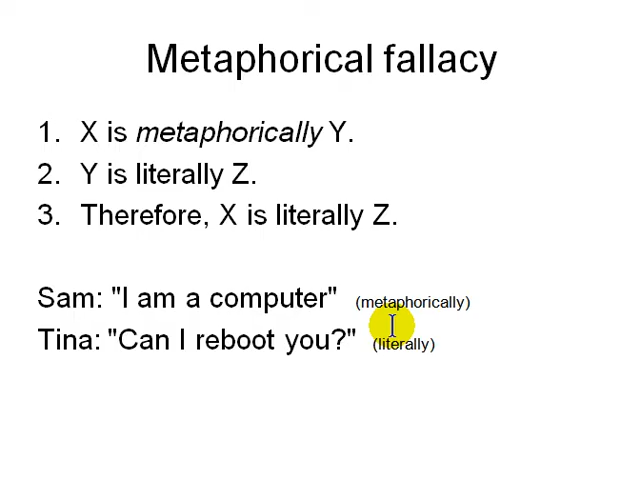 Metaphorical fallacy
1. X is metaphorically Y.
2. Y is literally Z.
3. Therefore, X is literally Z.
Sam: "I am a computer" (metaphorically)
Tina: "Can I reboot you?" (literally)